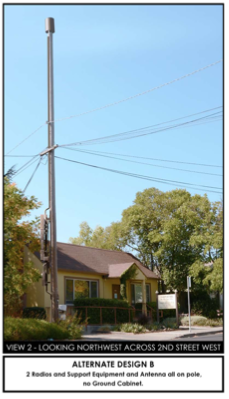 VIEW 2 - LOOKING NORTHWEST ACROSS 2ND STREET WEST
ALTERNATE DESIGN B
2 Radios and Support Equipment and Antenna all on pole,
no Ground Cabinet.